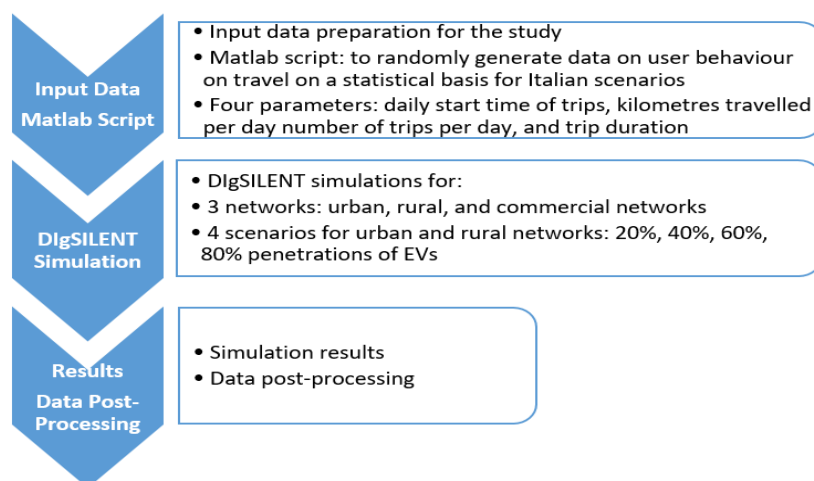 Input Data
Matlab Script
• Input data preparation for the study
• Matlab script: to randomly generate data on user behaviour
on travel on a statistical basis for Italian scenarios
• Four parameters: daily start time of trips, kilometres travelled
per day number of trips per day, and trip duration
DIgSILENT
Simulation
• DIgSILENT simulations for:
• 3 networks: urban, rural, and commercial networks
• 4 scenarios for urban and rural networks: 20%, 40%, 60%,
80% penetrations of EVs
Results
Data Post-
Processing
• Simulation results
• Data post-processing